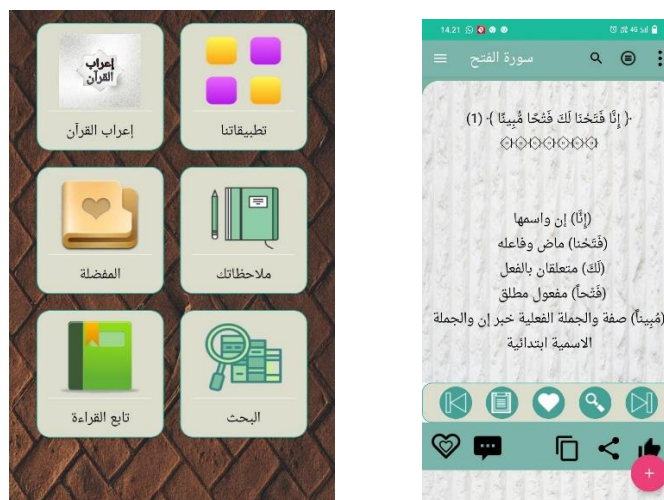 إعراب
القرآن
إعراب القرآن
تطبيقاتنا
المفضلة
ملاحظاتك
تابع القراءة
البحث
14.21
4G
سورة الفتح
﴿ إِنَّا فَتَحْنَا لَكَ فَتْحًا مُّبِينًا ﴾ (1)
(إِنَّا) إن واسمها
(فَتَحْنا) ماض وفاعله
(لَكَ) متعلقان بالفعل
(فَتْحاً) مفعول مطلق
(مُبِيناً) صفة والجملة الفعلية خبر إن والجملة
الاسمية ابتدائية